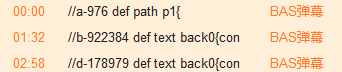 00:00 //a-976 def path p1{ BAS弹幕
01:32 //b-922384 def text back0{con BAS弹幕
02:58 //d-178979 def text back0{con BAS弹幕